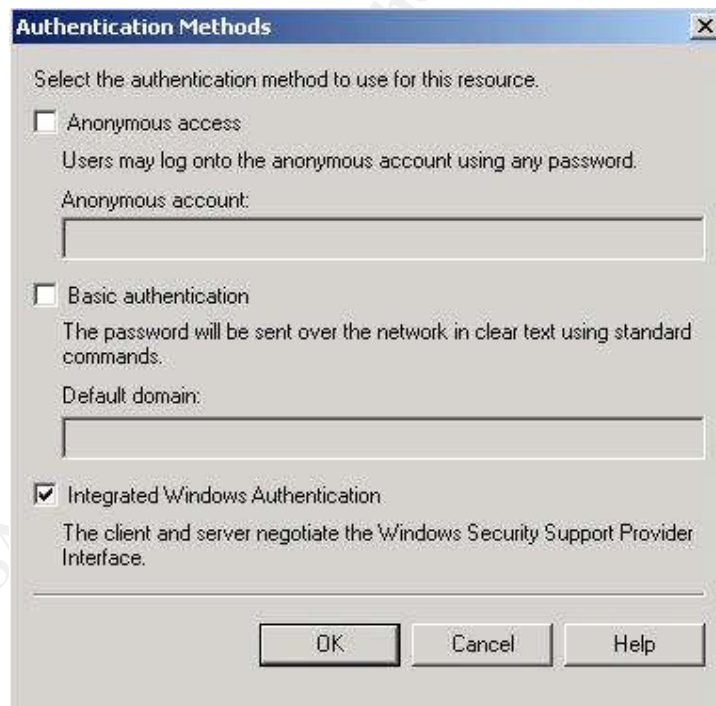 Authentication Methods
Select the authentication method to use for this resource.
Anonymous access
Users may log onto the anonymous account using any password.
Anonymous account:
Basic authentication
The password will be sent over the network in clear text using standard
commands.
Default domain:
Integrated Windows Authentication
The client and server negotiate the Windows Security Support Provider
Interface.
OK
Cancel
Help